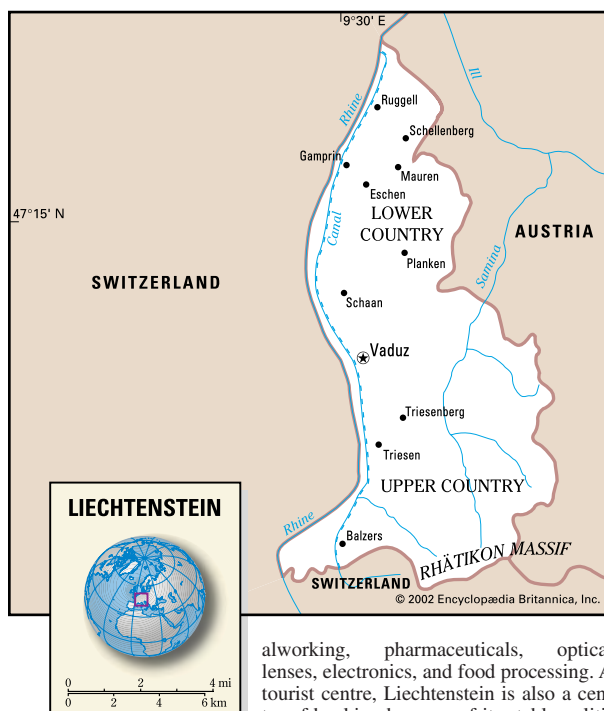 9°30' E
Ill
Rhine
Ruggell
Schellenberg
Gamprin
Mauren
Eschen
47°15' N
LOWER
COUNTRY
Canal
AUSTRIA
Planken
Samina
SWITZERLAND
Schaan
Vaduz
Triesenberg
Triesen
UPPER COUNTRY
LIECHTENSTEIN
Rhine
Balzers
RHÄTIKON MASSIF
SWITZERLAND
© 2002 Encyclopædia Britannica, Inc.
0 2 4 mi
0 2 4 6 km
alworking, pharmaceuticals, optica
lenses, electronics, and food processing. A
tourist centre, Liechtenstein is also a cen